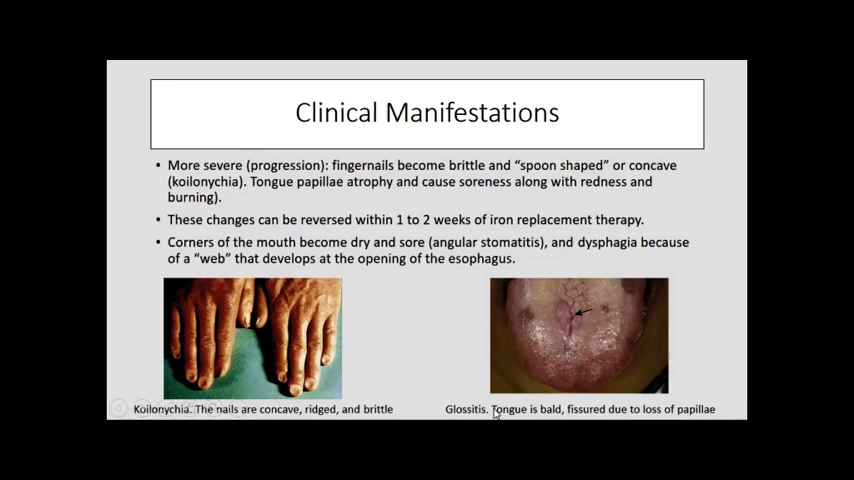 Clinical Manifestations
• More severe (progression): fingernails become brittle and “spoon shaped” or concave
(koilonychia). Tongue papillae atrophy and cause soreness along with redness and
burning).
• These changes can be reversed within 1 to 2 weeks of iron replacement therapy.
• Corners of the mouth become dry and sore (angular stomatitis), and dysphagia because
of a “web” that develops at the opening of the esophagus.
Koilonychia. The nails are concave, ridged, and brittle
Glossitis. Tongue is bald, fissured due to loss of papillae